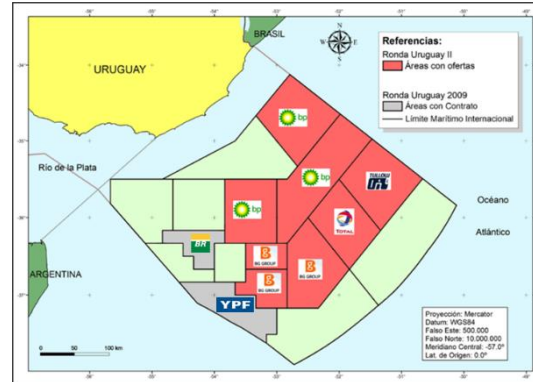 BRASIL
URUGUAY
Referencias:
Ronda Uruguay II
Áreas con ofertas
Ronda Uruguay 2009
Áreas con Contrato
Límite Marítimo Internacional
N
W
E
S
bp
Río de la Plata
bp
TULLOW
Oil
bp
TOTAL
Océano
Atlántico
BR
BG GROUP
BG GROUP
BG GROUP
ARGENTINA
YPF
Proyección: Mercator
Datum: WGS84
Falso Este: 500.000
Falso Norte: 10.000.000
Meridiano Central: -57.0º
Lat. de Origen: 0.0º
0
50
100 km